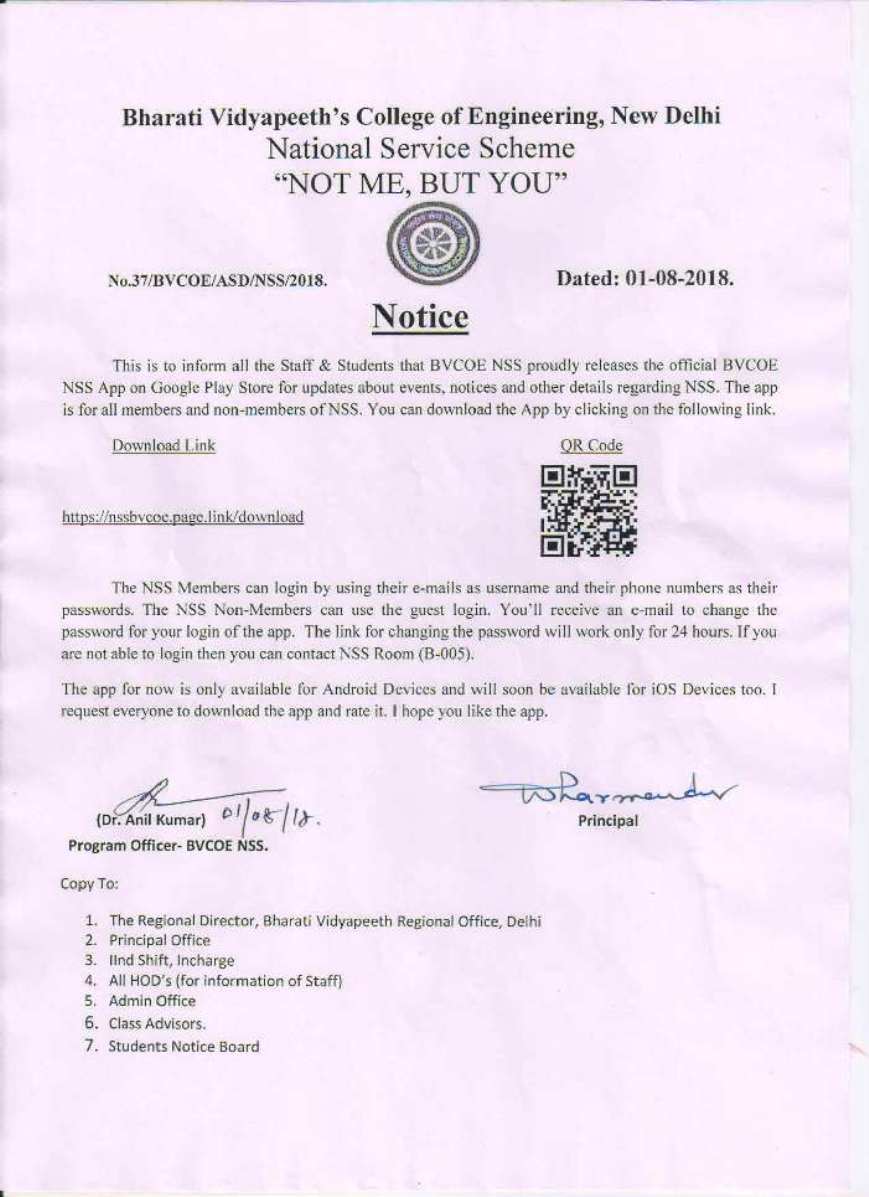 Bharati Vidyapeeth's College of Engineering, New Delhi
National Service Scheme
“NOT ME, BUT YOU”
No.37/BVCOE/ASD/NSS/2018.
Dated: 01-08-2018.
Notice
This is to inform all the Staff & Students that BVCOE NSS proudly releases the official BVCOE
NSS App on Google Play Store for updates about events, notices and other details regarding NSS. The app
is for all members and non-members of NSS. You can download the App by clicking on the following link.
Download Link
QR Code
https://nssbvcoe.page.link/download
The NSS Members can login by using their e-mails as username and their phone numbers as their
passwords. The NSS Non-Members can use the guest login. You'll receive an e-mail to change the
password for your login of the app. The link for changing the password will work only for 24 hours. If you
are not able to login then you can contact NSS Room (B-005).
The app for now is only available for Android Devices and will soon be available for iOS Devices too. I
request everyone to download the app and rate it. I hope you like the app.
(Dr. Anil Kumar) 01/08/18.
Dharmender
Program Officer- BVCOE NSS.
Principal
Copy To:
1. The Regional Director, Bharati Vidyapeeth Regional Office, Delhi
2. Principal Office
3. IInd Shift, Incharge
4. All HOD's (for information of Staff)
5. Admin Office
6. Class Advisors.
7. Students Notice Board